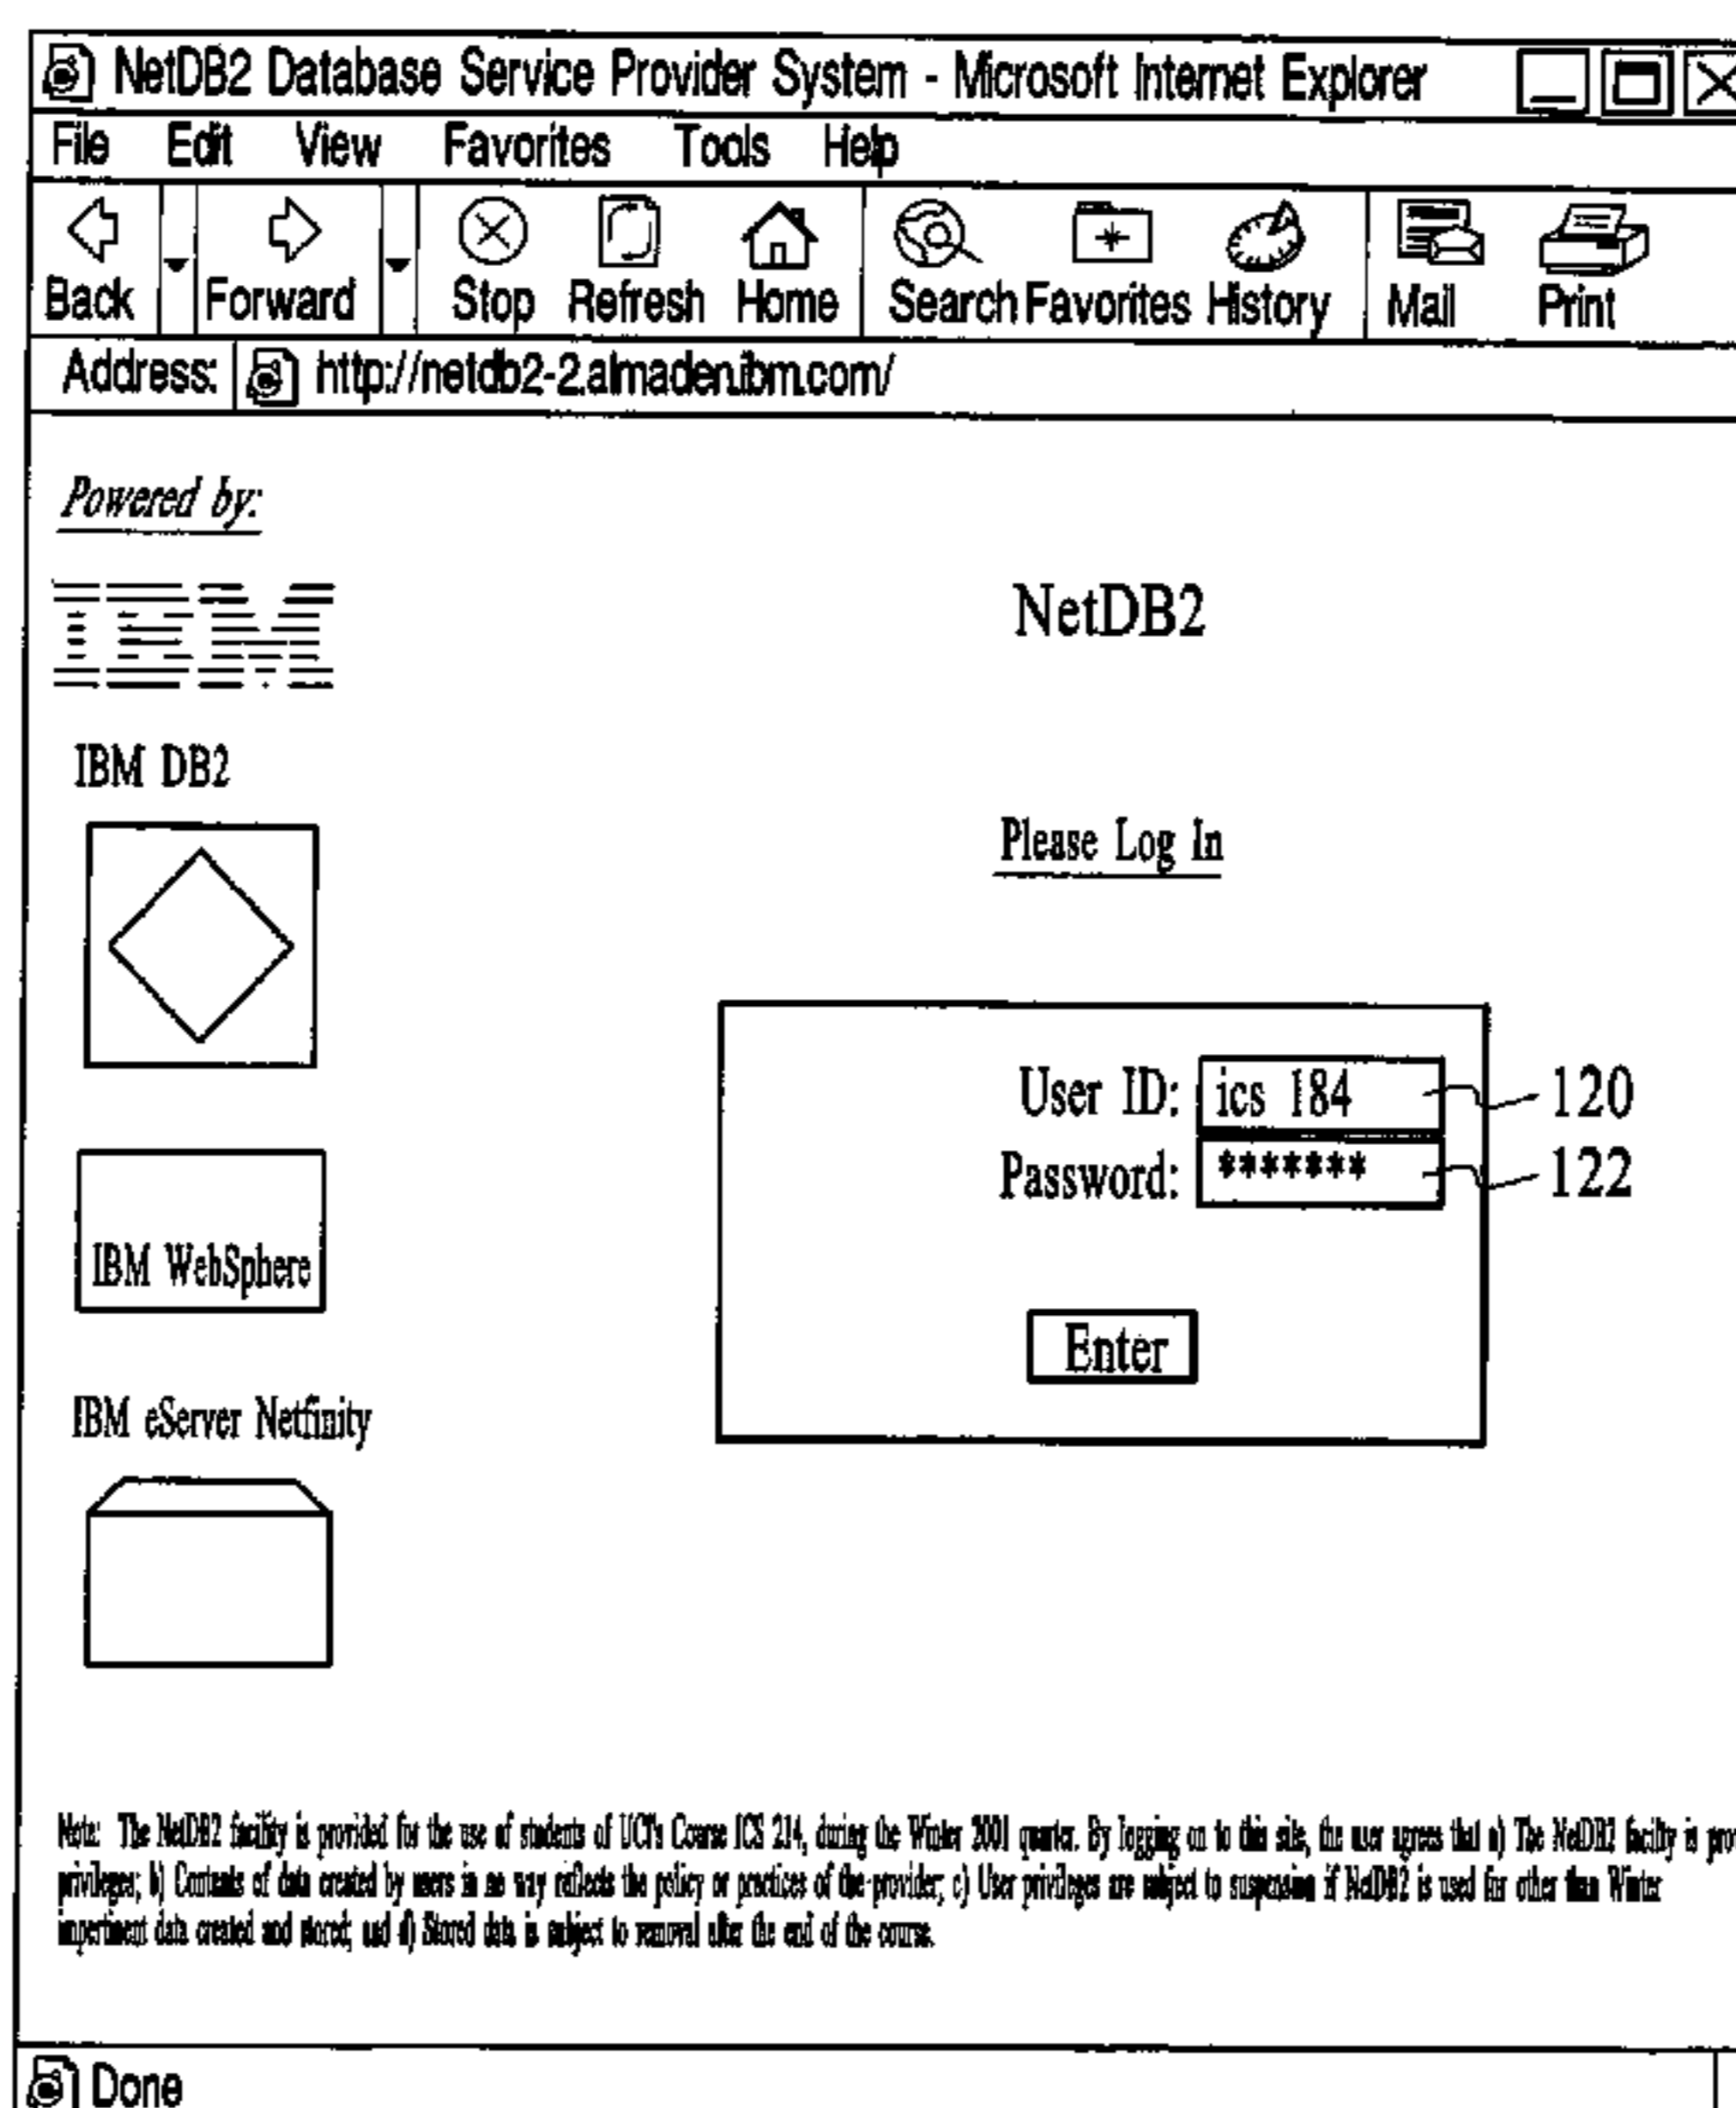 NetDB2 Database Service Provider System - Microsoft Internet Explorer
File Edit View Favorites Tools Help
Back Forward Stop Refresh Home Search Favorites History Mail Print
Address: http://netdb2-2.almaden.ibm.com/
Powered by:
IBM
NetDB2
IBM DB2
Please Log In
User ID: ics 184 120
Password: ******* 122
IBM WebSphere
Enter
IBM eServer Netfinity
Note: The NetDB2 facility is provided for the use of students of UCI's Course ICS 214, during the Winter 2001 quarter. By logging on to this site, the user agrees that a) The NetDB2 facility is
privileges; b) Contents of data created by users in no way reflects the policy or practices of the provider; c) User privileges are subject to suspension if NetDB2 is used for other than Winter
impertinent data created and stored; and d) Stored data is subject to removal after the end of the course.
Done